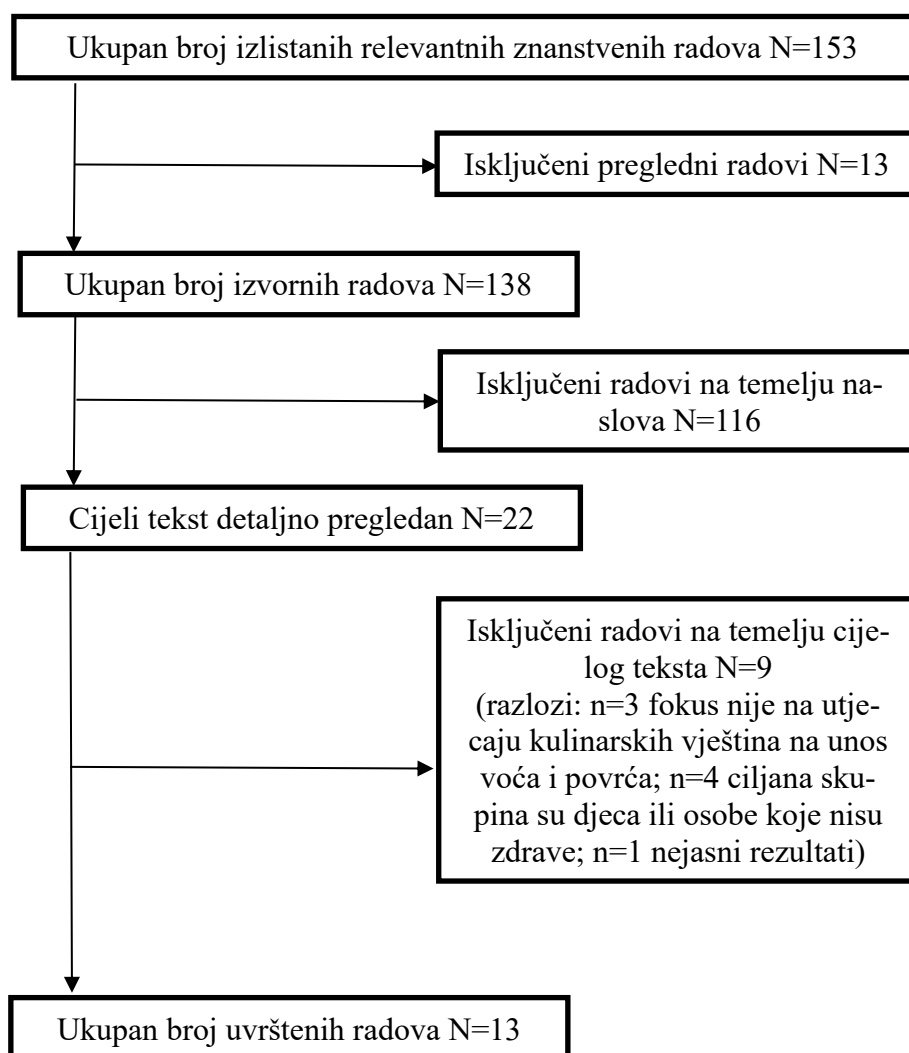 Ukupan broj izlistanih relevantnih znanstvenih radova N=153
Isključeni pregledni radovi N=13
Ukupan broj izvornih radova N=138
Isključeni radovi na temelju na-
slova N=116
Cijeli tekst detaljno pregledan N=22
Isključeni radovi na temelju cije-
log teksta N=9
(razlozi: n=3 fokus nije na utje-
caju kulinarskih vještina na unos
voća i povrća; n=4 ciljana sku-
pina su djeca ili osobe koje nisu
zdrave; n=1 nejasni rezultati)
Ukupan broj uvrštenih radova N=13